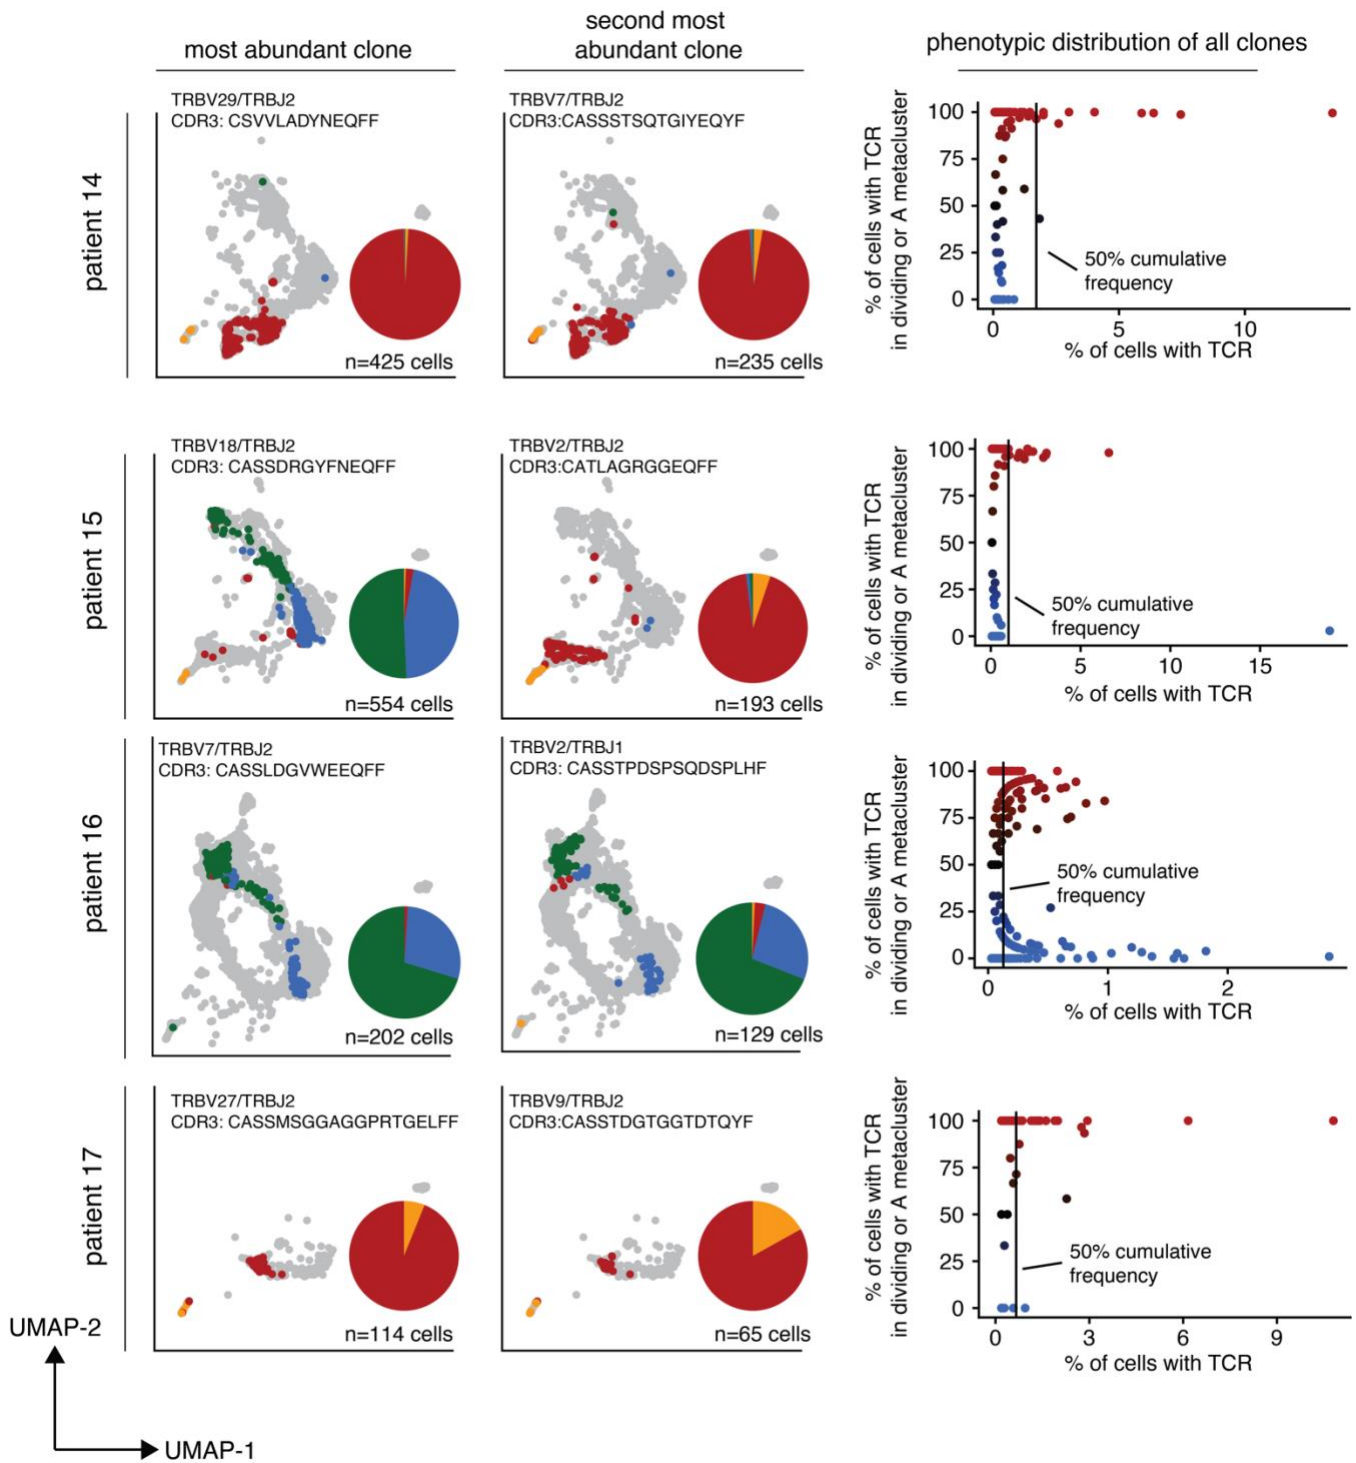 most abundant clone
second most
abundant clone
phenotypic distribution of all clones
patient 14
TRBV29/TRBJ2
CDR3: CSVVLADYNEQFF
n=425 cells
TRBV7/TRBJ2
CDR3:CASSSTSQTGIYEQYF
n=235 cells
% of cells with TCR
in dividing or A metacluster
100
75
50
25
0
50% cumulative
frequency
0 5 10
% of cells with TCR
patient 15
TRBV18/TRBJ2
CDR3: CASSDRGYFNEQFF
n=554 cells
TRBV2/TRBJ2
CDR3:CATLAGRGGEQFF
n=193 cells
% of cells with TCR
in dividing or A metacluster
100
75
50
25
0
50% cumulative
frequency
0 5 10 15
% of cells with TCR
patient 16
TRBV7/TRBJ2
CDR3: CASSLDGVWEEQFF
n=202 cells
TRBV2/TRBJ1
CDR3: CASSTPDSPSQDSPLHF
n=129 cells
% of cells with TCR
in dividing or A metacluster
100
75
50
25
0
50% cumulative
frequency
0 1 2
% of cells with TCR
patient 17
TRBV27/TRBJ2
CDR3: CASSMSGGAGGPRTGELFF
n=114 cells
TRBV9/TRBJ2
CDR3:CASSTDGTGGTDTQYF
n=65 cells
% of cells with TCR
in dividing or A metacluster
100
75
50
25
0
50% cumulative
frequency
0 3 6 9
% of cells with TCR
UMAP-2
UMAP-1